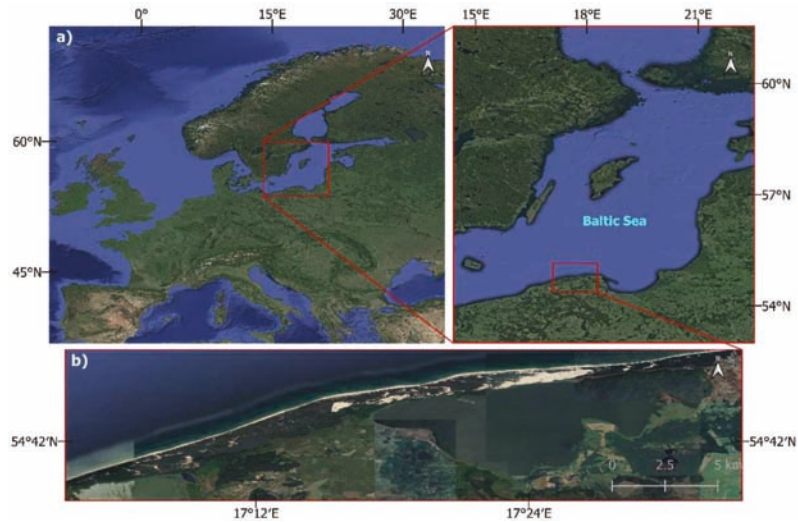 0° 15°E 30°E 15°E 18°E 21°E
a) N N
60°N 60°N
57°N
Baltic Sea
45°N
54°N
b) N
54°42'N 54°42'N
0 2.5 5 km
17°12'E 17°24'E